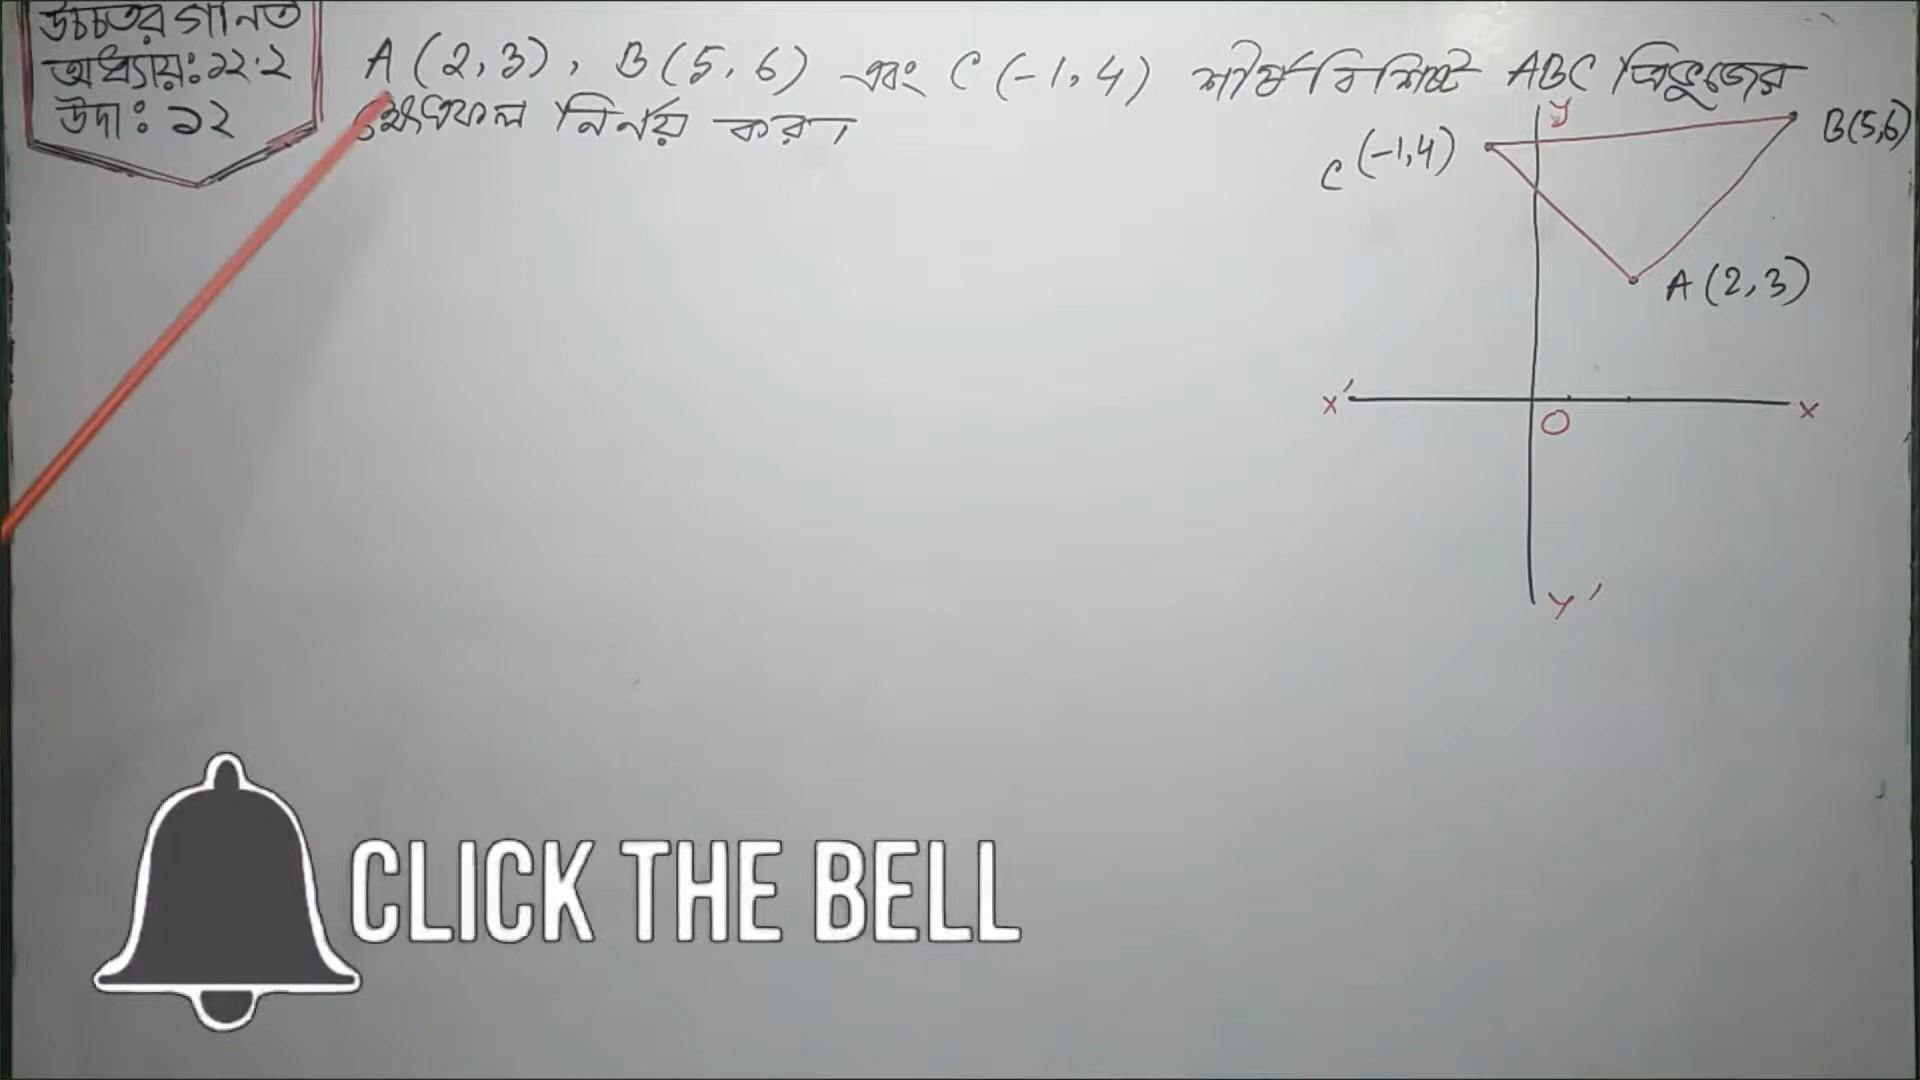 উচ্চতর গণিত
অধ্যায়ঃ ১২.২
উদাঃ ১২
A (2, 3), B (5, 6) এবং C (-1, 4) শীর্ষবিশিষ্ট ABC ত্রিভুজের
ক্ষেত্রফল নির্ণয় কর।
y
B(5,6)
C (-1,4)
A (2, 3)
x' x
O
y'
CLICK THE BELL